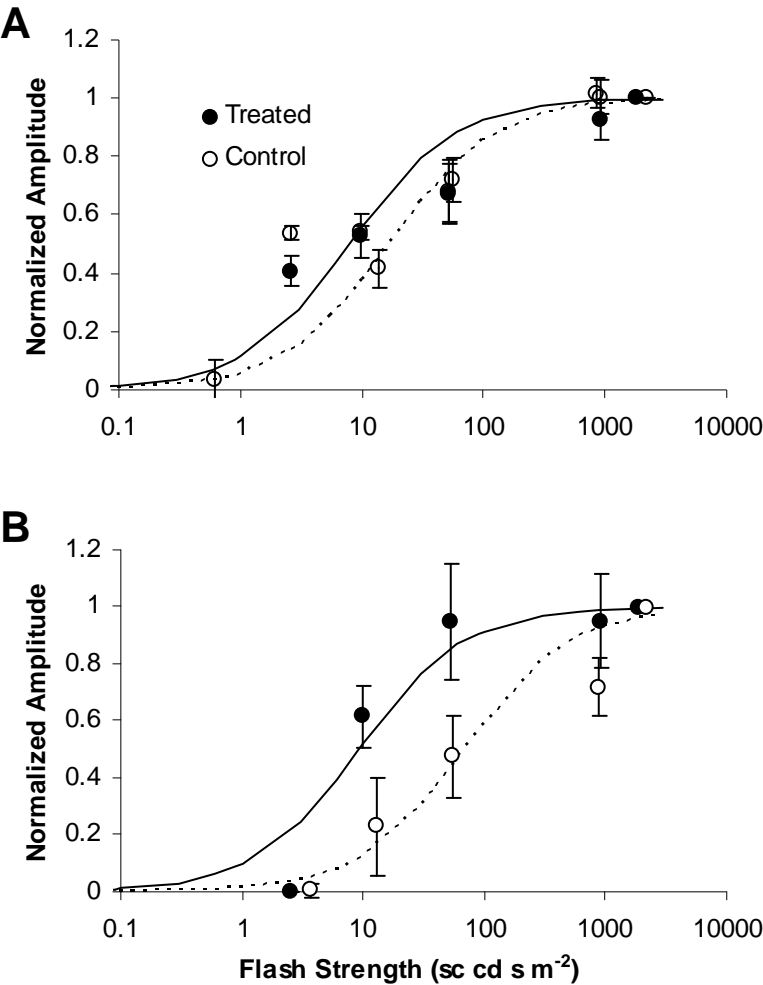 A
1.2
1
0.8
0.6
0.4
0.2
0
Normalized Amplitude
Treated
Control
0.1 1 10 100 1000 10000
B
1.2
1
0.8
0.6
0.4
0.2
0
Normalized Amplitude
0.1 1 10 100 1000 10000
Flash Strength (sc cd s m⁻²)